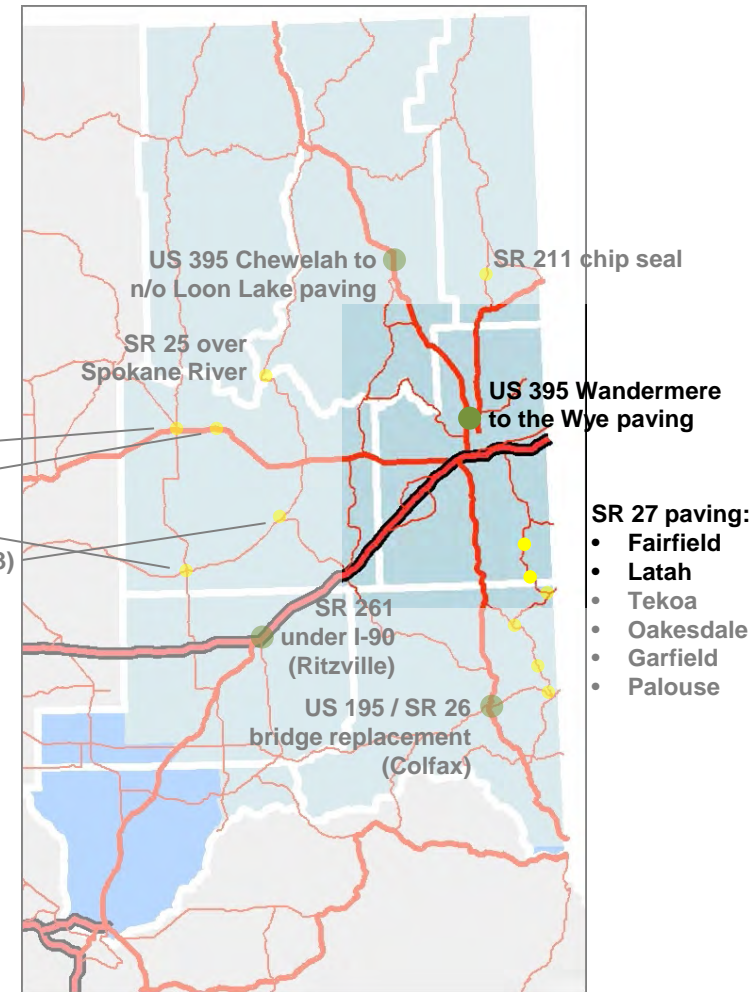 US 395 Chewelah to
n/o Loon Lake paving
SR 211 chip seal
SR 25 over
Spokane River
US 395 Wandermere
to the Wye paving
3)
SR 27 paving:
• Fairfield
• Latah
• Tekoa
• Oakesdale
• Garfield
• Palouse
SR 261
under I-90
(Ritzville)
US 195 / SR 26
bridge replacement
(Colfax)